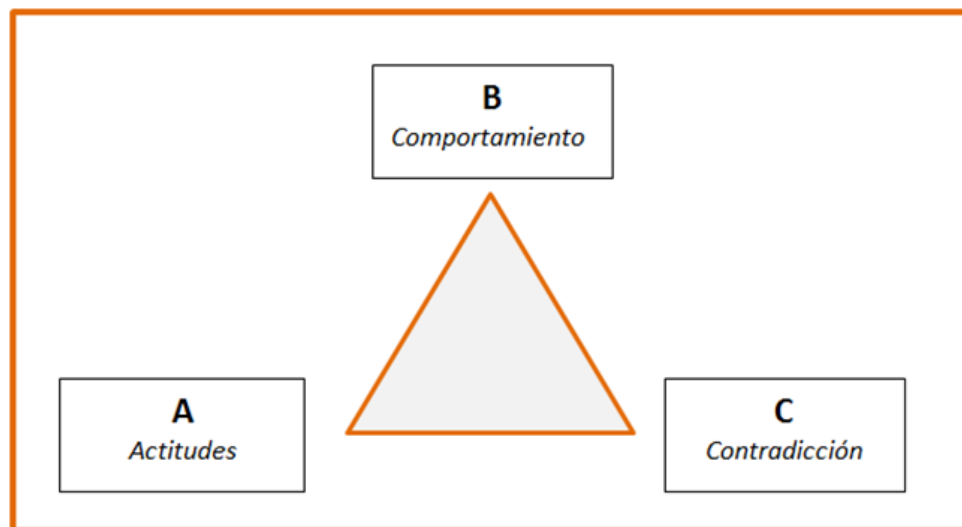 B
Comportamiento
A
Actitudes
C
Contradicción